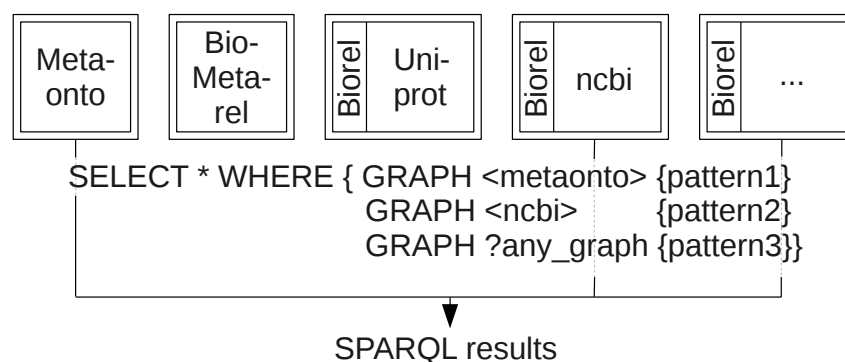 Meta-
onto
Bio-
Meta-
rel
Biorel
Uni-
prot
Biorel
ncbi
Biorel
...
SELECT * WHERE { GRAPH <metaonto> {pattern1}
GRAPH <ncbi> {pattern2}
GRAPH ?any_graph {pattern3}}
SPARQL results